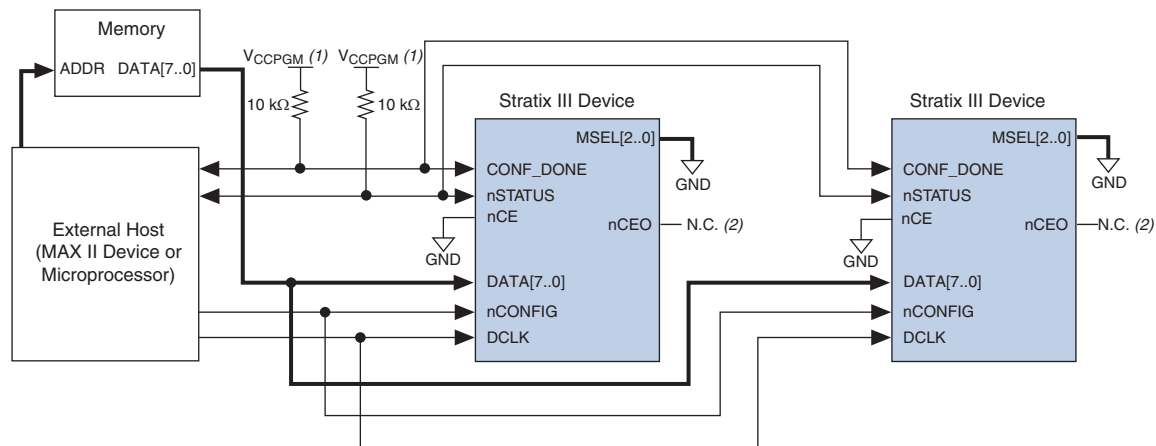 Memory
ADDR DATA[7..0]
VCCPGM (1) VCCPGM (1)
10 kΩ 10 kΩ
Stratix III Device
Stratix III Device
MSEL[2..0]
GND
CONF_DONE
nSTATUS
nCE
GND
nCEO
N.C. (2)
DATA[7..0]
nCONFIG
DCLK
MSEL[2..0]
GND
CONF_DONE
nSTATUS
nCE
GND
nCEO
N.C. (2)
DATA[7..0]
nCONFIG
DCLK
External Host
(MAX II Device or
Microprocessor)